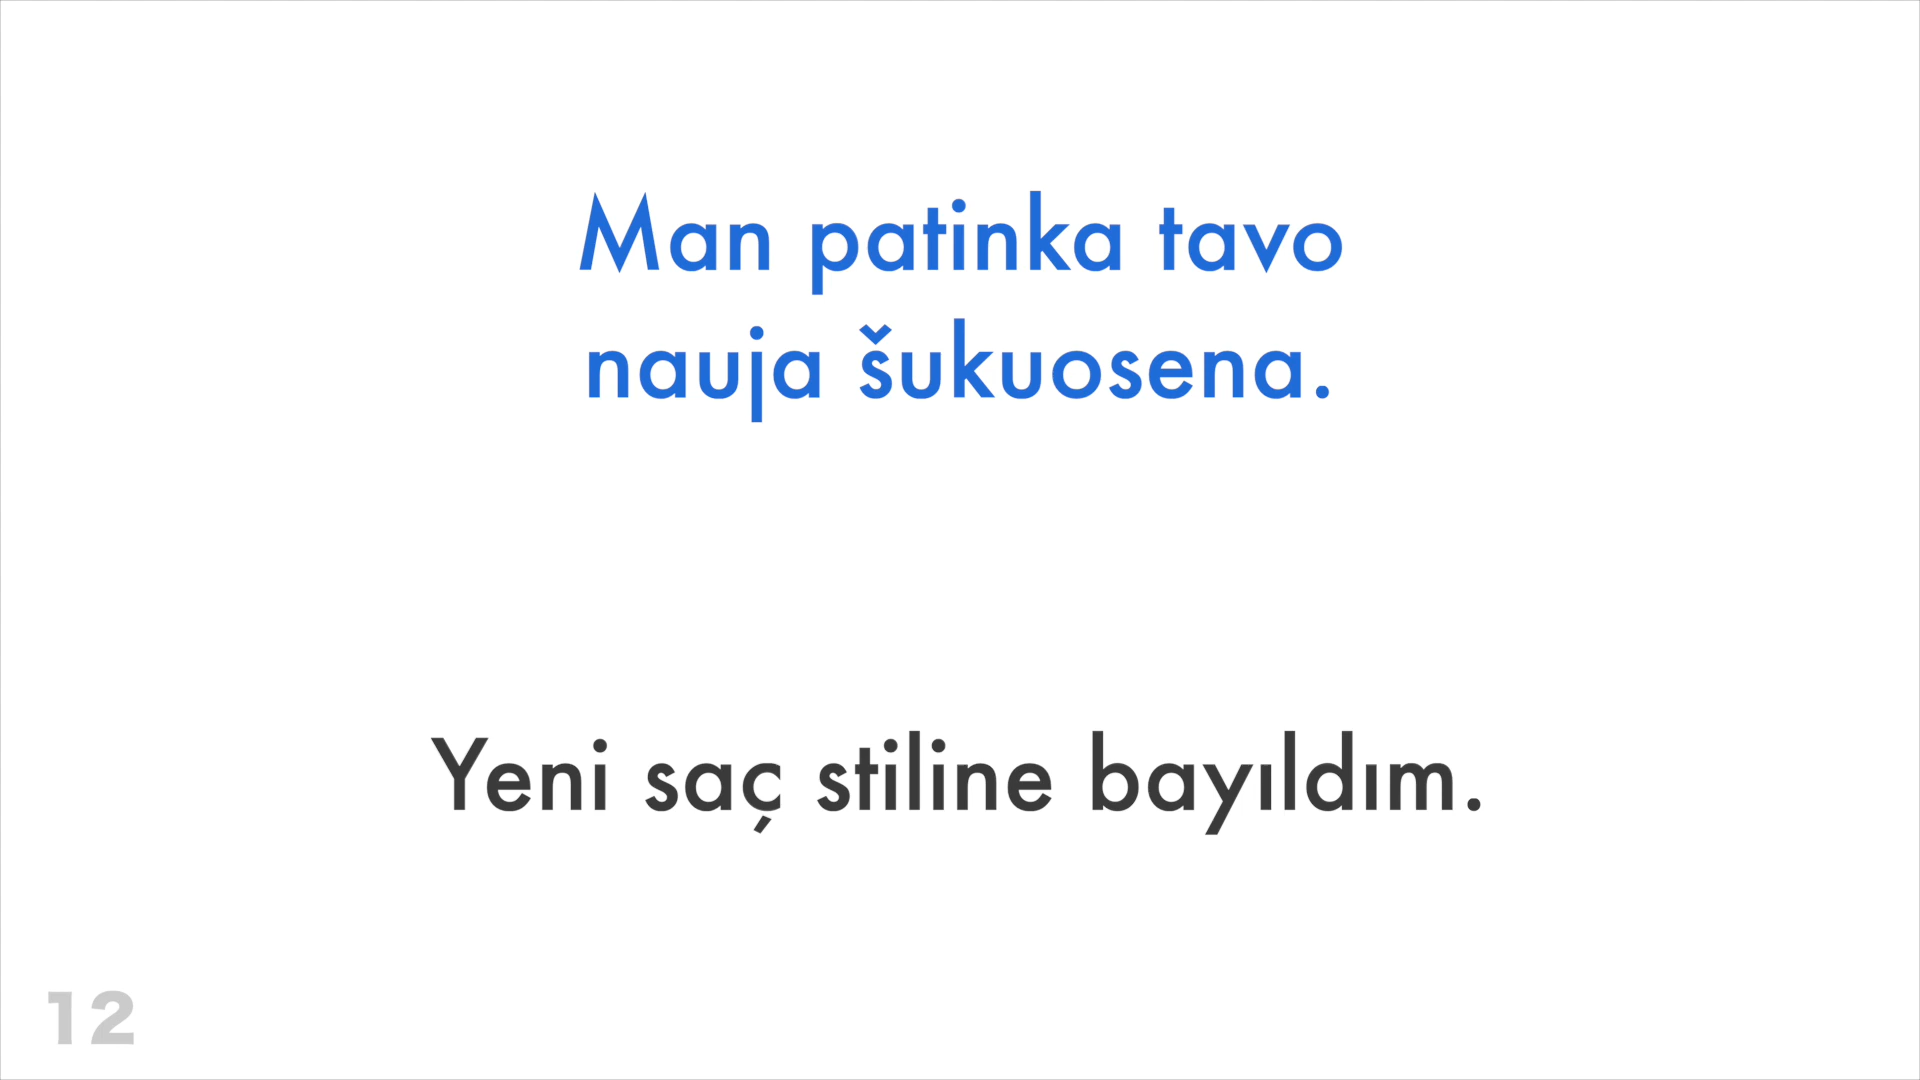 Man patinka tavo
nauja šukuosena.
Yeni saç stiline bayıldım.
12